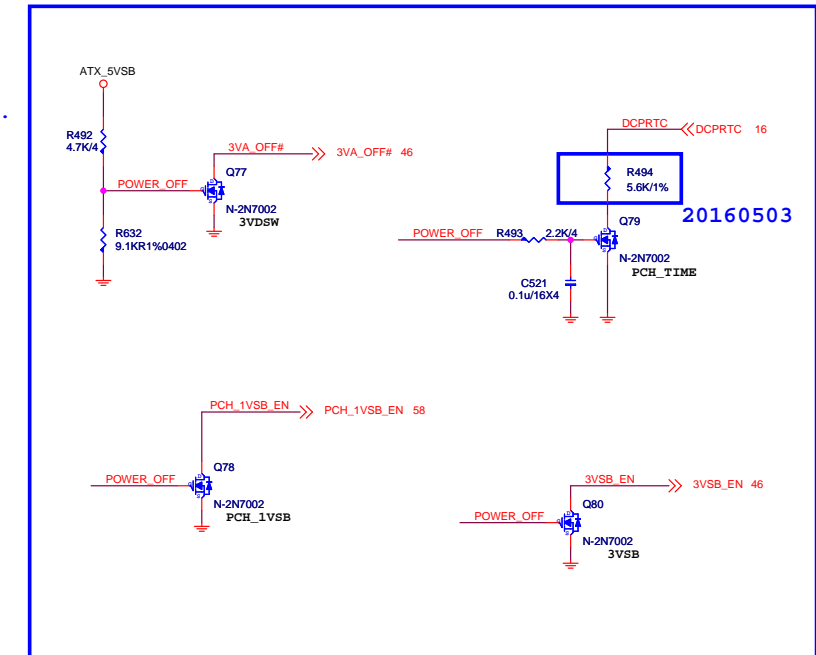 ATX_5VSB
R492
4.7K/4
POWER_OFF
3VA_OFF#
3VA_OFF# 46
Q77
N-2N7002
3VDSW
R632
9.1KR1%0402
DCPRTC
DCPRTC 16
R494
5.6K/1%
20160503
POWER_OFF
R493
2.2K/4
Q79
N-2N7002
PCH_TIME
C521
0.1u/16X4
PCH_1VSB_EN
PCH_1VSB_EN 58
POWER_OFF
Q78
N-2N7002
PCH_1VSB
3VSB_EN
3VSB_EN 46
POWER_OFF
Q80
N-2N7002
3VSB